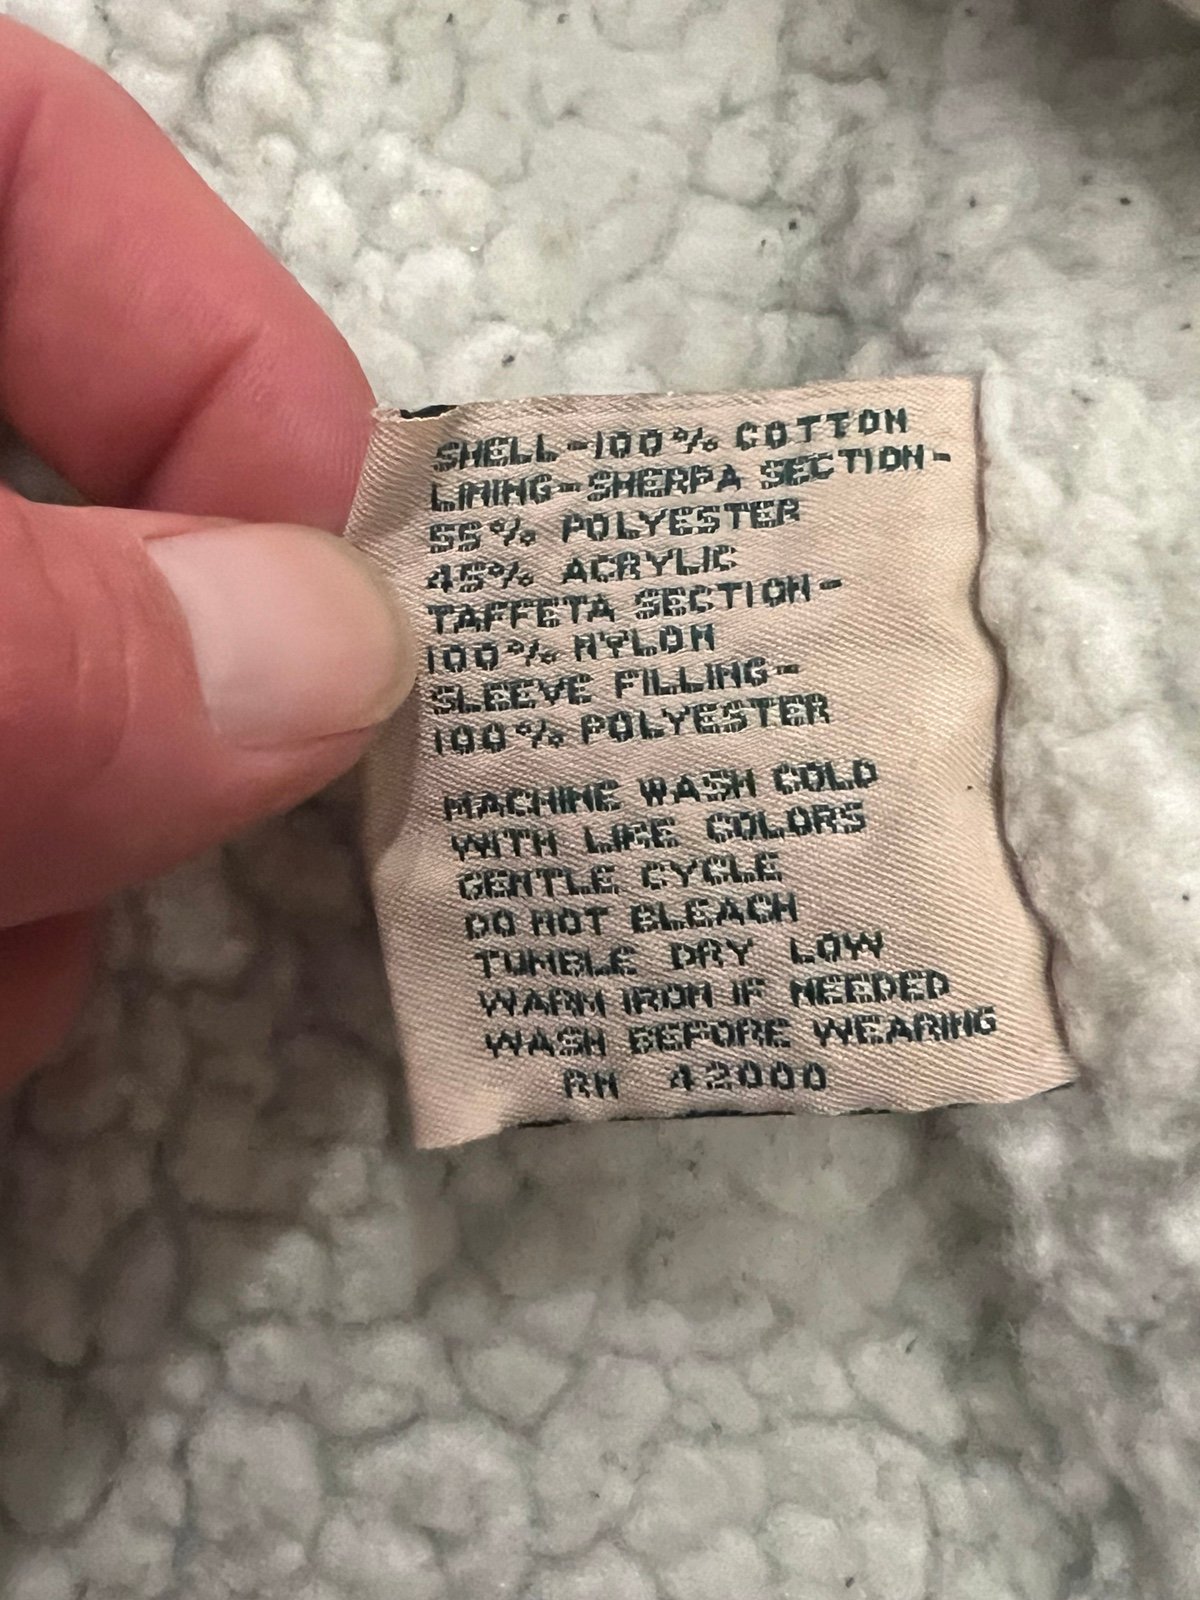 SHELL-100% COTTON
LINING-SHERPA SECTION-
55% POLYESTER
45% ACRYLIC
TAFFETA SECTION-
100% NYLON
SLEEVE FILLING-
100% POLYESTER
MACHINE WASH COLD
WITH LIKE COLORS
GENTLE CYCLE
DO NOT BLEACH
TUMBLE DRY LOW
WARM IRON IF NEEDED
WASH BEFORE WEARING
RN 42000